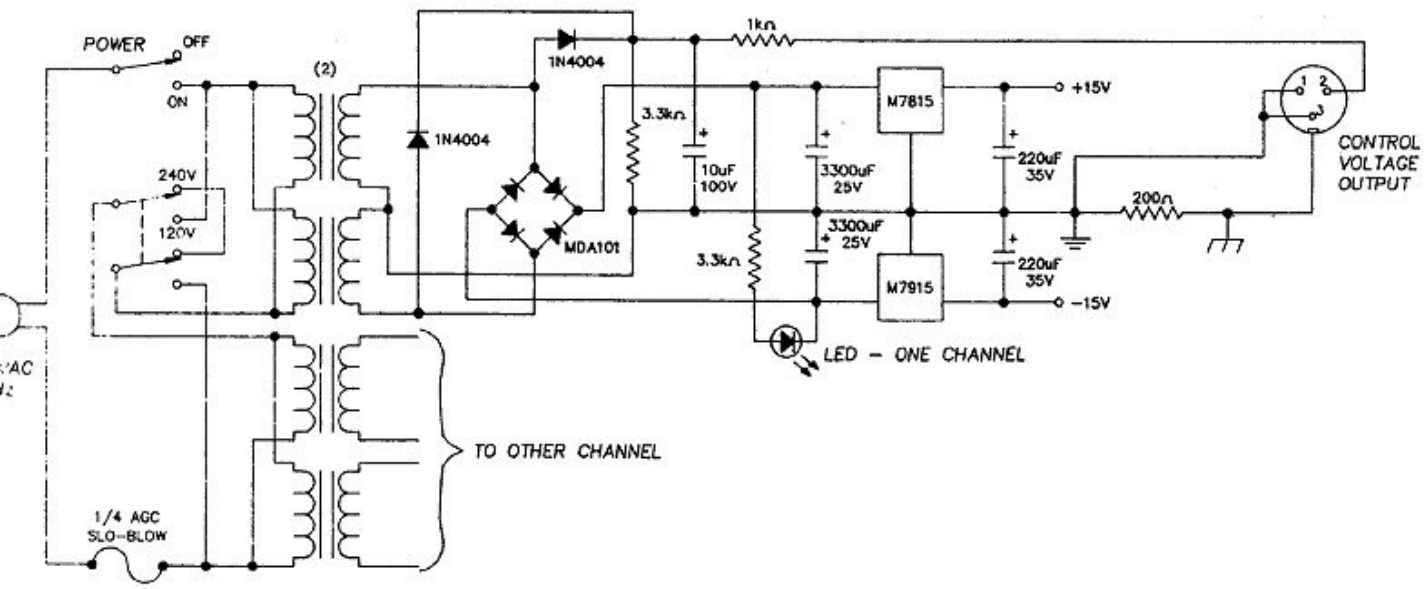 POWER
OFF
ON
(2)
1N4004
1kΩ
1N4004
3.3kΩ
+
10uF
100V
+
3300uF
25V
M7815
+15V
+
220uF
35V
1
2
3
CONTROL
VOLTAGE
OUTPUT
240V
120V
MDA101
3.3kΩ
3300uF
25V
+
M7915
200Ω
+
220uF
35V
-15V
LED - ONE CHANNEL
TO OTHER CHANNEL
1/4 AGC
SLO-BLOW